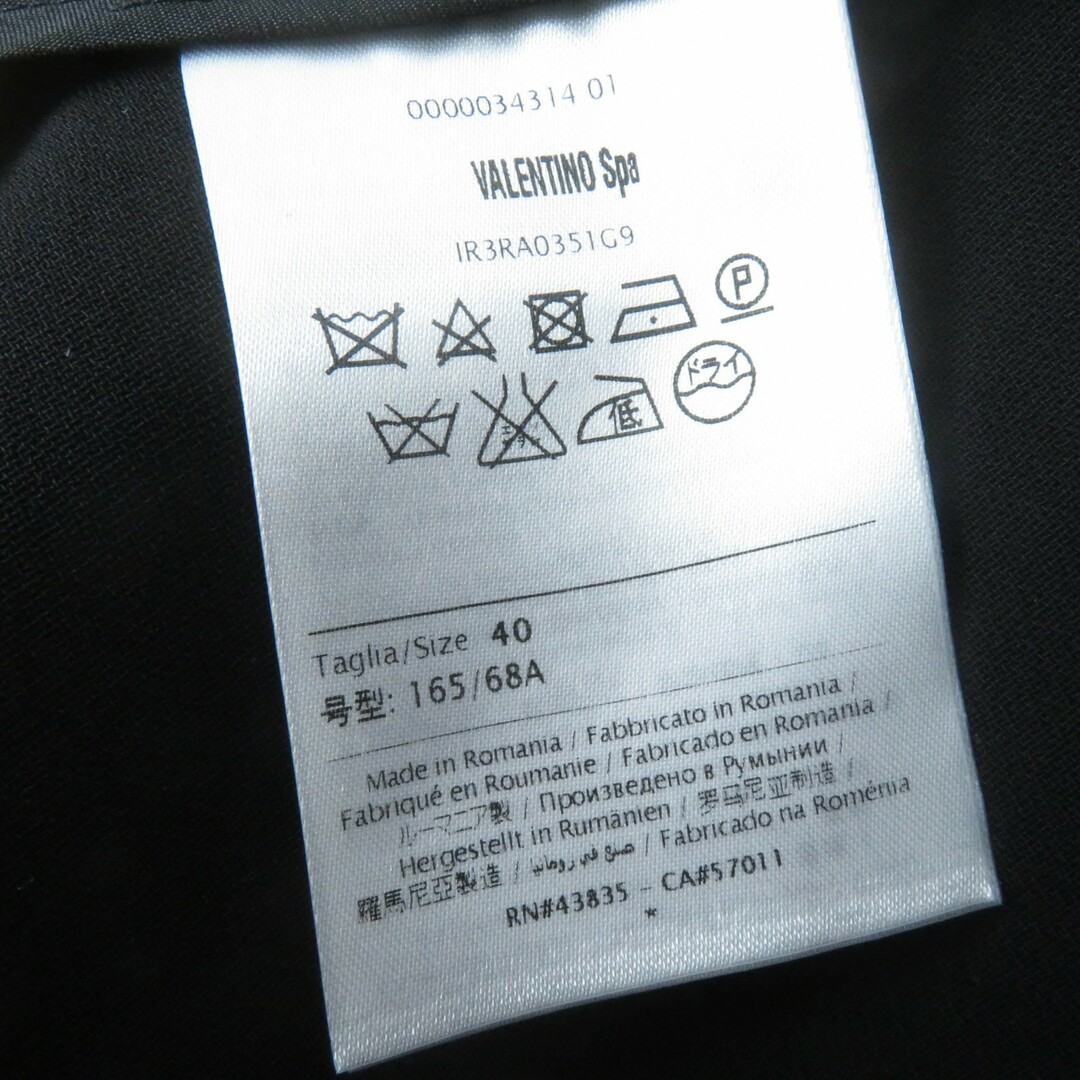 0000034314 01
VALENTINO Spa
IR3RA0351G9
P
ドライ
低
Taglia/Size 40
号型: 165/68A
Made in Romania / Fabbricato in Romania /
Fabriqué en Roumanie / Fabricado en Romania /
ルーマニア製 / Произведено в Румынии /
Hergestellt in Rumänien / 罗马尼亚制造 /
羅馬尼亞製造 / صنع في رومانيا / Fabricado na Roménia
RN#43835 - CA#57011
*